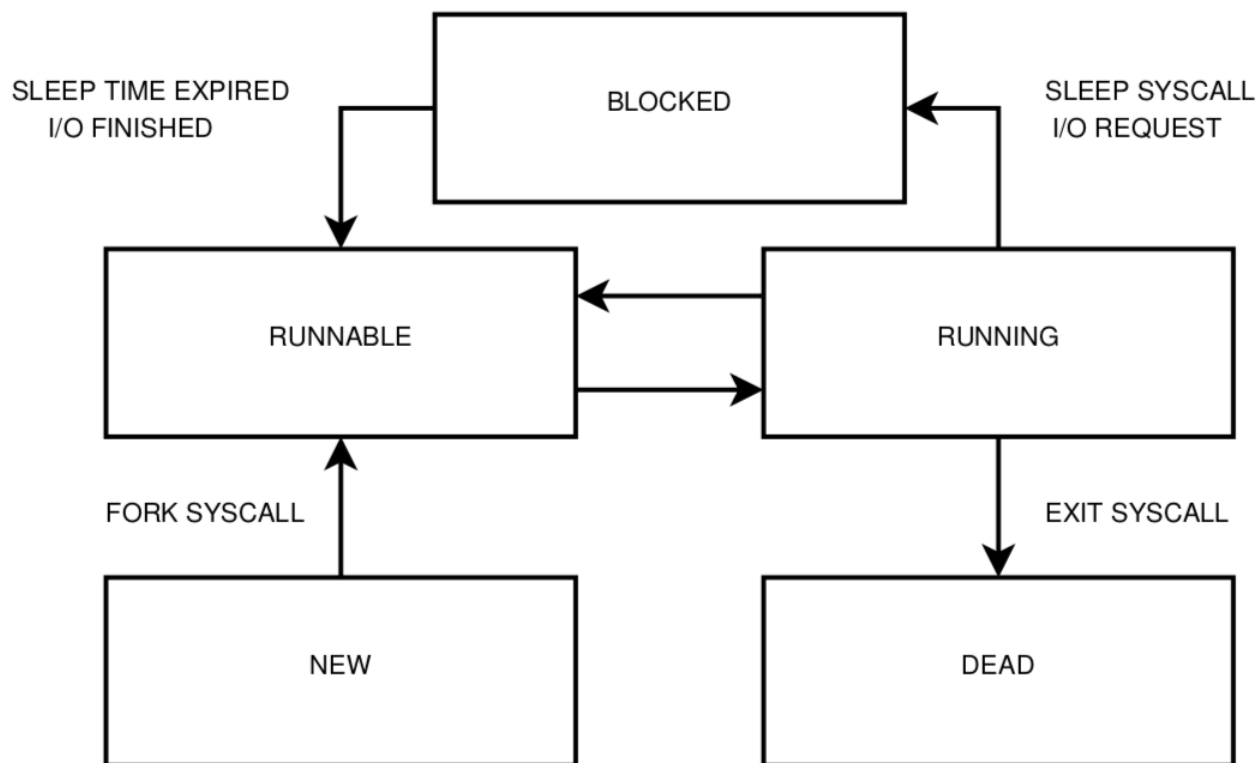 BLOCKED
SLEEP TIME EXPIRED
I/O FINISHED
SLEEP SYSCALL
I/O REQUEST
RUNNABLE
RUNNING
FORK SYSCALL
EXIT SYSCALL
NEW
DEAD